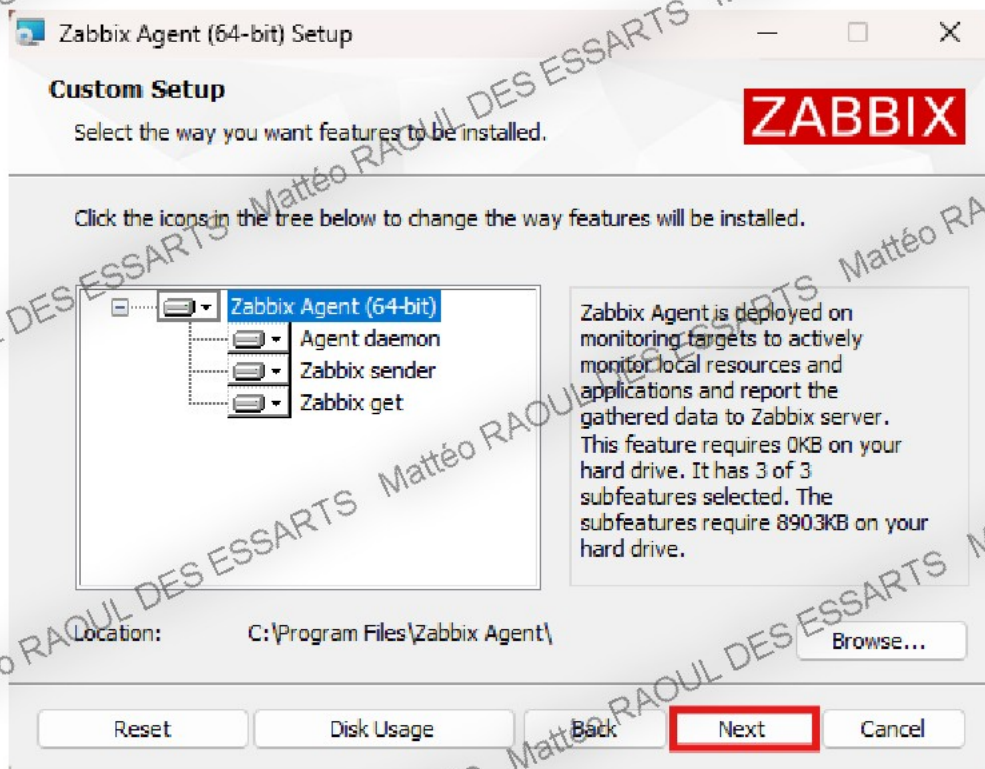 Zabbix Agent (64-bit) Setup
Custom Setup
Select the way you want features to be installed.
ZABBIX
Click the icons in the tree below to change the way features will be installed.
Zabbix Agent (64-bit)
Agent daemon
Zabbix sender
Zabbix get
Zabbix Agent is deployed on
monitoring targets to actively
monitor local resources and
applications and report the
gathered data to Zabbix server.
This feature requires 0KB on your
hard drive. It has 3 of 3
subfeatures selected. The
subfeatures require 8903KB on your
hard drive.
Location: C:\Program Files\Zabbix Agent\
Browse...
Reset Disk Usage Back Next Cancel
Mattéo RAOUL DES ESSARTS
Mattéo RAOUL DES ESSARTS
Mattéo RAOUL DES ESSARTS